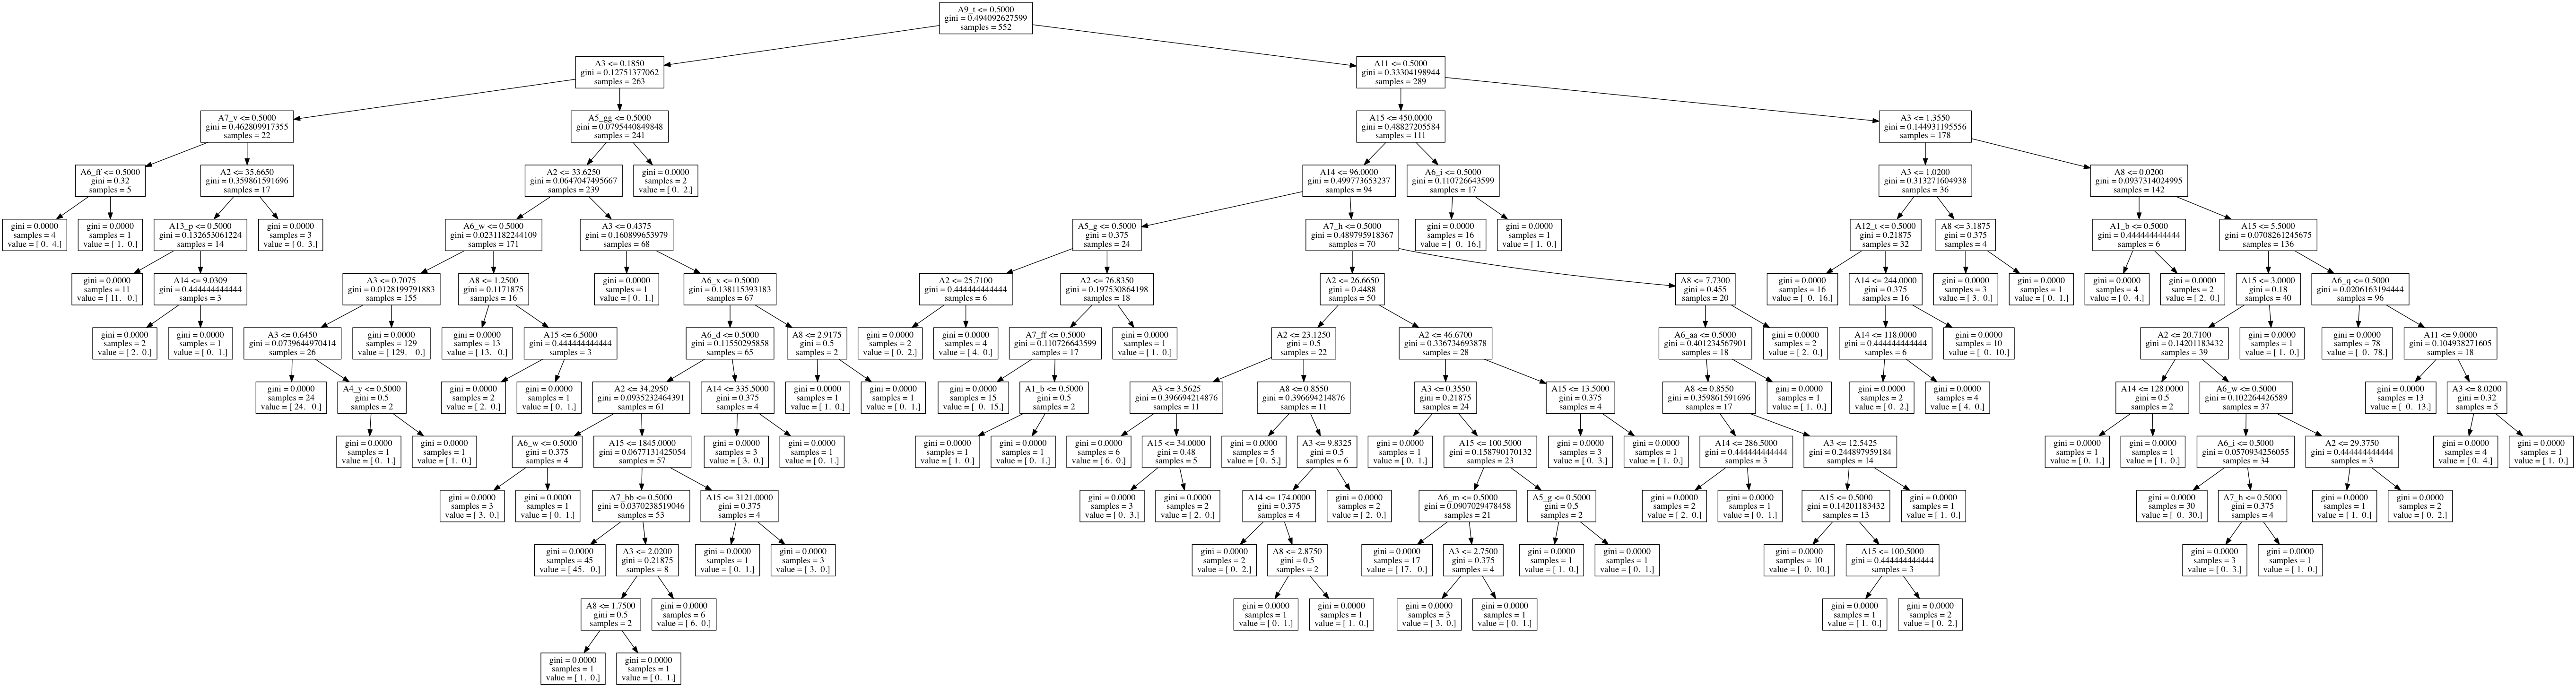 A9_t <= 0.5000
gini = 0.494092627599
samples = 552
A3 <= 0.1850
gini = 0.12751377062
samples = 263
A11 <= 0.5000
gini = 0.33304198944
samples = 289
A7_v <= 0.5000
gini = 0.462809917355
samples = 22
A5_gg <= 0.5000
gini = 0.0795440849848
samples = 241
A15 <= 450.0000
gini = 0.48827205584
samples = 111
A3 <= 1.3550
gini = 0.144931195556
samples = 178
A6_ff <= 0.5000
gini = 0.32
samples = 5
A2 <= 35.6650
gini = 0.359861591696
samples = 17
A2 <= 33.6250
gini = 0.0647047495667
samples = 239
gini = 0.0000
samples = 2
value = [ 0. 2.]
A14 <= 96.0000
gini = 0.499773653237
samples = 94
A6_i <= 0.5000
gini = 0.110726643599
samples = 17
A3 <= 1.0200
gini = 0.313271604938
samples = 36
A8 <= 0.0200
gini = 0.0937314024995
samples = 142
gini = 0.0000
samples = 4
value = [ 0. 4.]
gini = 0.0000
samples = 1
value = [ 1. 0.]
A13_p <= 0.5000
gini = 0.132653061224
samples = 14
gini = 0.0000
samples = 3
value = [ 0. 3.]
A6_w <= 0.5000
gini = 0.0231182244109
samples = 171
A3 <= 0.4375
gini = 0.160899653979
samples = 68
A5_g <= 0.5000
gini = 0.375
samples = 24
A7_h <= 0.5000
gini = 0.489795918367
samples = 70
gini = 0.0000
samples = 16
value = [ 0. 16.]
gini = 0.0000
samples = 1
value = [ 1. 0.]
A12_t <= 0.5000
gini = 0.21875
samples = 32
A8 <= 3.1875
gini = 0.375
samples = 4
A1_b <= 0.5000
gini = 0.444444444444
samples = 6
A15 <= 5.5000
gini = 0.0708261245675
samples = 136
gini = 0.0000
samples = 11
value = [ 11. 0.]
A14 <= 9.0309
gini = 0.444444444444
samples = 3
A3 <= 0.7075
gini = 0.0128199791883
samples = 155
A8 <= 1.2500
gini = 0.1171875
samples = 16
gini = 0.0000
samples = 1
value = [ 0. 1.]
A6_x <= 0.5000
gini = 0.138115393183
samples = 67
A2 <= 25.7100
gini = 0.444444444444
samples = 6
A2 <= 76.8350
gini = 0.197530864198
samples = 18
A2 <= 26.6650
gini = 0.4488
samples = 50
A8 <= 7.7300
gini = 0.455
samples = 20
gini = 0.0000
samples = 16
value = [ 0. 16.]
A14 <= 244.0000
gini = 0.375
samples = 16
gini = 0.0000
samples = 3
value = [ 3. 0.]
gini = 0.0000
samples = 1
value = [ 0. 1.]
gini = 0.0000
samples = 4
value = [ 0. 4.]
gini = 0.0000
samples = 2
value = [ 2. 0.]
A15 <= 3.0000
gini = 0.18
samples = 40
A6_q <= 0.5000
gini = 0.0206163194444
samples = 96
gini = 0.0000
samples = 2
value = [ 2. 0.]
gini = 0.0000
samples = 1
value = [ 0. 1.]
A3 <= 0.6450
gini = 0.0739644970414
samples = 26
gini = 0.0000
samples = 129
value = [ 129. 0.]
gini = 0.0000
samples = 13
value = [ 13. 0.]
A15 <= 6.5000
gini = 0.444444444444
samples = 3
A6_d <= 0.5000
gini = 0.11550295858
samples = 65
A8 <= 2.9175
gini = 0.5
samples = 2
gini = 0.0000
samples = 2
value = [ 0. 2.]
gini = 0.0000
samples = 4
value = [ 4. 0.]
A7_ff <= 0.5000
gini = 0.110726643599
samples = 17
gini = 0.0000
samples = 1
value = [ 1. 0.]
A2 <= 23.1250
gini = 0.5
samples = 22
A2 <= 46.6700
gini = 0.336734693878
samples = 28
A6_aa <= 0.5000
gini = 0.401234567901
samples = 18
gini = 0.0000
samples = 2
value = [ 2. 0.]
A14 <= 118.0000
gini = 0.444444444444
samples = 6
gini = 0.0000
samples = 10
value = [ 0. 10.]
A2 <= 20.7100
gini = 0.14201183432
samples = 39
gini = 0.0000
samples = 1
value = [ 1. 0.]
gini = 0.0000
samples = 78
value = [ 0. 78.]
A11 <= 9.0000
gini = 0.104938271605
samples = 18
gini = 0.0000
samples = 24
value = [ 24. 0.]
A4_y <= 0.5000
gini = 0.5
samples = 2
gini = 0.0000
samples = 2
value = [ 2. 0.]
gini = 0.0000
samples = 1
value = [ 0. 1.]
A2 <= 34.2950
gini = 0.0935232464391
samples = 61
A14 <= 335.5000
gini = 0.375
samples = 4
gini = 0.0000
samples = 1
value = [ 1. 0.]
gini = 0.0000
samples = 1
value = [ 0. 1.]
gini = 0.0000
samples = 15
value = [ 0. 15.]
A1_b <= 0.5000
gini = 0.5
samples = 2
A3 <= 3.5625
gini = 0.396694214876
samples = 11
A8 <= 0.8550
gini = 0.396694214876
samples = 11
A3 <= 0.3550
gini = 0.21875
samples = 24
A15 <= 13.5000
gini = 0.375
samples = 4
A8 <= 0.8550
gini = 0.359861591696
samples = 17
gini = 0.0000
samples = 1
value = [ 1. 0.]
gini = 0.0000
samples = 2
value = [ 0. 2.]
gini = 0.0000
samples = 4
value = [ 4. 0.]
A14 <= 128.0000
gini = 0.5
samples = 2
A6_w <= 0.5000
gini = 0.102264426589
samples = 37
gini = 0.0000
samples = 13
value = [ 0. 13.]
A3 <= 8.0200
gini = 0.32
samples = 5
gini = 0.0000
samples = 1
value = [ 0. 1.]
gini = 0.0000
samples = 1
value = [ 1. 0.]
A6_w <= 0.5000
gini = 0.375
samples = 4
A15 <= 1845.0000
gini = 0.0677131425054
samples = 57
gini = 0.0000
samples = 3
value = [ 3. 0.]
gini = 0.0000
samples = 1
value = [ 0. 1.]
gini = 0.0000
samples = 1
value = [ 1. 0.]
gini = 0.0000
samples = 1
value = [ 0. 1.]
gini = 0.0000
samples = 6
value = [ 6. 0.]
A15 <= 34.0000
gini = 0.48
samples = 5
gini = 0.0000
samples = 5
value = [ 0. 5.]
A3 <= 9.8325
gini = 0.5
samples = 6
gini = 0.0000
samples = 1
value = [ 0. 1.]
A15 <= 100.5000
gini = 0.158790170132
samples = 23
gini = 0.0000
samples = 3
value = [ 0. 3.]
gini = 0.0000
samples = 1
value = [ 1. 0.]
A14 <= 286.5000
gini = 0.444444444444
samples = 3
A3 <= 12.5425
gini = 0.244897959184
samples = 14
gini = 0.0000
samples = 1
value = [ 0. 1.]
gini = 0.0000
samples = 1
value = [ 1. 0.]
A6_i <= 0.5000
gini = 0.0570934256055
samples = 34
A2 <= 29.3750
gini = 0.444444444444
samples = 3
gini = 0.0000
samples = 4
value = [ 0. 4.]
gini = 0.0000
samples = 1
value = [ 1. 0.]
gini = 0.0000
samples = 3
value = [ 3. 0.]
gini = 0.0000
samples = 1
value = [ 0. 1.]
A7_bb <= 0.5000
gini = 0.0370238519046
samples = 53
A15 <= 3121.0000
gini = 0.375
samples = 4
gini = 0.0000
samples = 3
value = [ 0. 3.]
gini = 0.0000
samples = 2
value = [ 2. 0.]
A14 <= 174.0000
gini = 0.375
samples = 4
gini = 0.0000
samples = 2
value = [ 2. 0.]
A6_m <= 0.5000
gini = 0.0907029478458
samples = 21
A5_g <= 0.5000
gini = 0.5
samples = 2
gini = 0.0000
samples = 2
value = [ 2. 0.]
gini = 0.0000
samples = 1
value = [ 0. 1.]
A15 <= 0.5000
gini = 0.14201183432
samples = 13
gini = 0.0000
samples = 1
value = [ 1. 0.]
gini = 0.0000
samples = 30
value = [ 0. 30.]
A7_h <= 0.5000
gini = 0.375
samples = 4
gini = 0.0000
samples = 1
value = [ 1. 0.]
gini = 0.0000
samples = 2
value = [ 0. 2.]
gini = 0.0000
samples = 45
value = [ 45. 0.]
A3 <= 2.0200
gini = 0.21875
samples = 8
gini = 0.0000
samples = 1
value = [ 0. 1.]
gini = 0.0000
samples = 3
value = [ 3. 0.]
gini = 0.0000
samples = 2
value = [ 0. 2.]
A8 <= 2.8750
gini = 0.5
samples = 2
gini = 0.0000
samples = 17
value = [ 17. 0.]
A3 <= 2.7500
gini = 0.375
samples = 4
gini = 0.0000
samples = 1
value = [ 1. 0.]
gini = 0.0000
samples = 1
value = [ 0. 1.]
gini = 0.0000
samples = 10
value = [ 0. 10.]
A15 <= 100.5000
gini = 0.444444444444
samples = 3
gini = 0.0000
samples = 3
value = [ 0. 3.]
gini = 0.0000
samples = 1
value = [ 1. 0.]
A8 <= 1.7500
gini = 0.5
samples = 2
gini = 0.0000
samples = 6
value = [ 6. 0.]
gini = 0.0000
samples = 1
value = [ 0. 1.]
gini = 0.0000
samples = 1
value = [ 1. 0.]
gini = 0.0000
samples = 3
value = [ 3. 0.]
gini = 0.0000
samples = 1
value = [ 0. 1.]
gini = 0.0000
samples = 1
value = [ 1. 0.]
gini = 0.0000
samples = 2
value = [ 0. 2.]
gini = 0.0000
samples = 1
value = [ 1. 0.]
gini = 0.0000
samples = 1
value = [ 0. 1.]